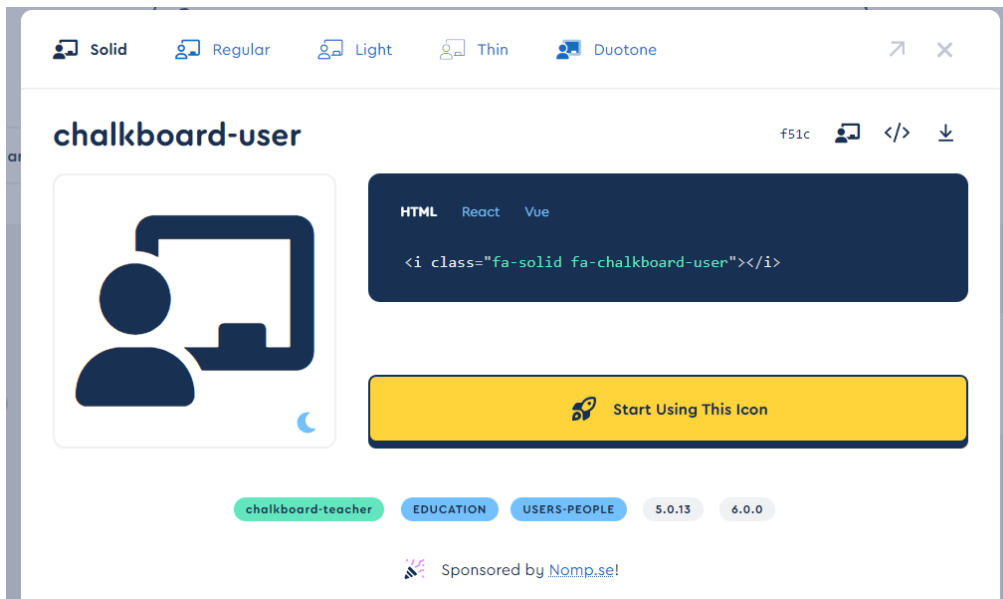 Solid Regular Light Thin Duotone
chalkboard-user
f51c
HTML React Vue
<i class="fa-solid fa-chalkboard-user"></i>
Start Using This Icon
chalkboard-teacher EDUCATION USERS-PEOPLE 5.0.13 6.0.0
Sponsored by Nomp.se!